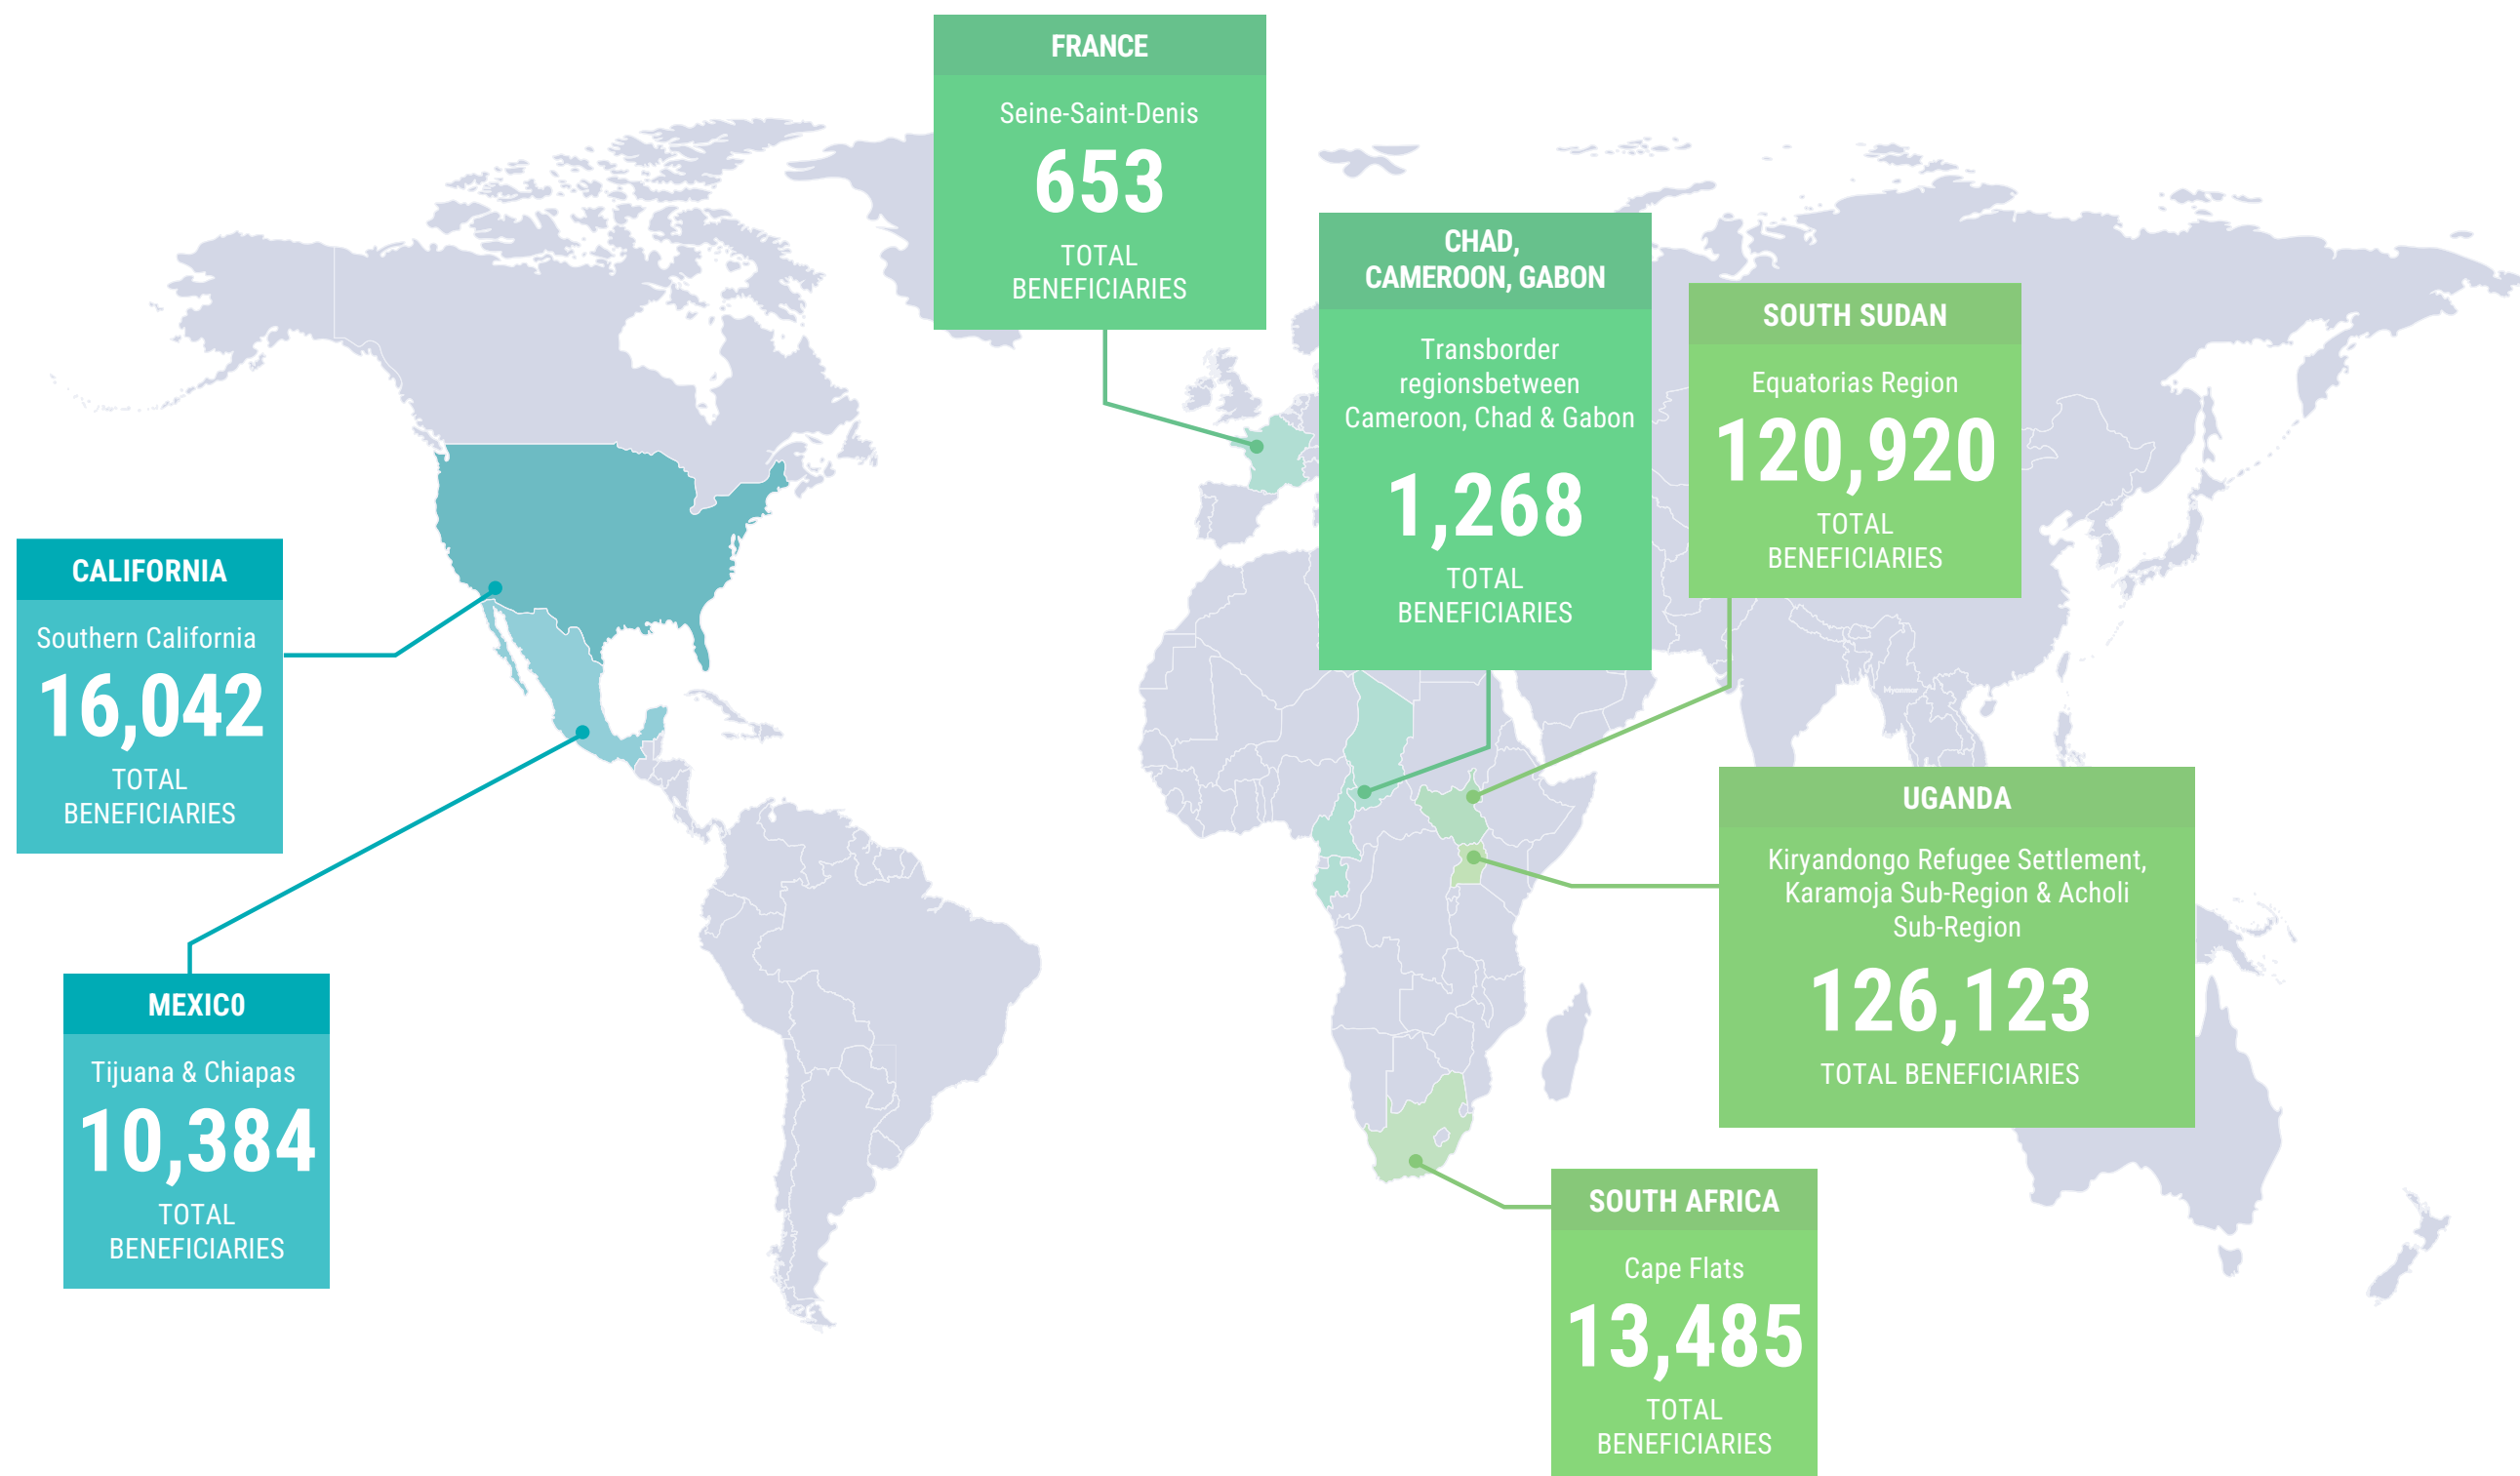 FRANCE
Seine-Saint-Denis
653
TOTAL
BENEFICIARIES
CHAD,
CAMEROON, GABON
Transborder
regionsbetween
Cameroon, Chad & Gabon
1,268
TOTAL
BENEFICIARIES
SOUTH SUDAN
Equatorias Region
120,920
TOTAL
BENEFICIARIES
CALIFORNIA
Southern California
16,042
TOTAL
BENEFICIARIES
Myanmar
UGANDA
Kiryandongo Refugee Settlement,
Karamoja Sub-Region & Acholi
Sub-Region
126,123
TOTAL BENEFICIARIES
MEXIC0
Tijuana & Chiapas
10,384
TOTAL
BENEFICIARIES
SOUTH AFRICA
Cape Flats
13,485
TOTAL
BENEFICIARIES